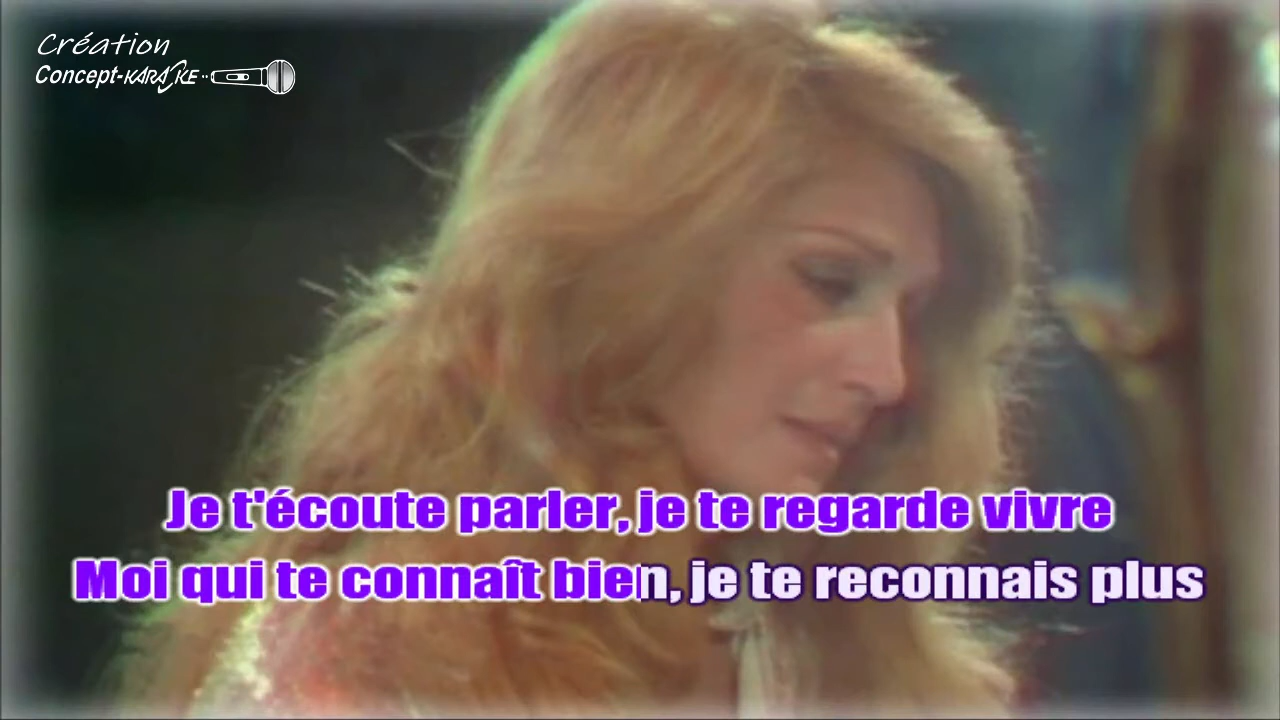 Création
Concept-KARAOKE
Je t'écoute parler, je te regarde vivre
Moi qui te connaît bien, je te reconnais plus